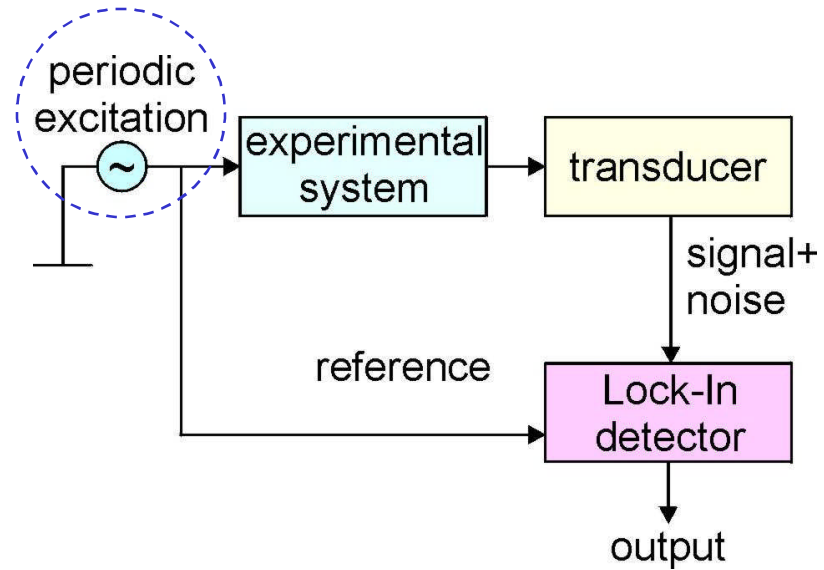 periodic
excitation
~
experimental
system
transducer
signal+
noise
reference
Lock-In
detector
output